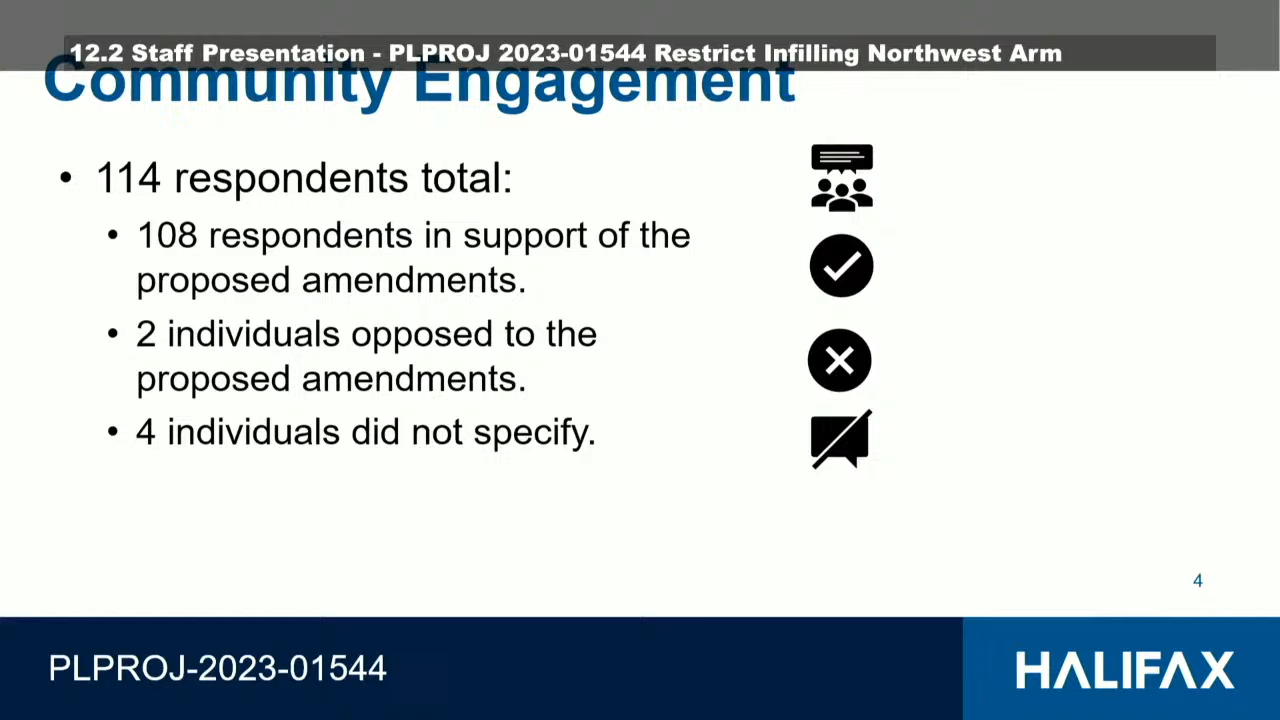 12.2 Staff Presentation - PLPROJ 2023-01544 Restrict Infilling Northwest Arm
Community Engagement
• 114 respondents total:
• 108 respondents in support of the
proposed amendments.
• 2 individuals opposed to the
proposed amendments.
• 4 individuals did not specify.
4
PLPROJ-2023-01544
HALIFAX